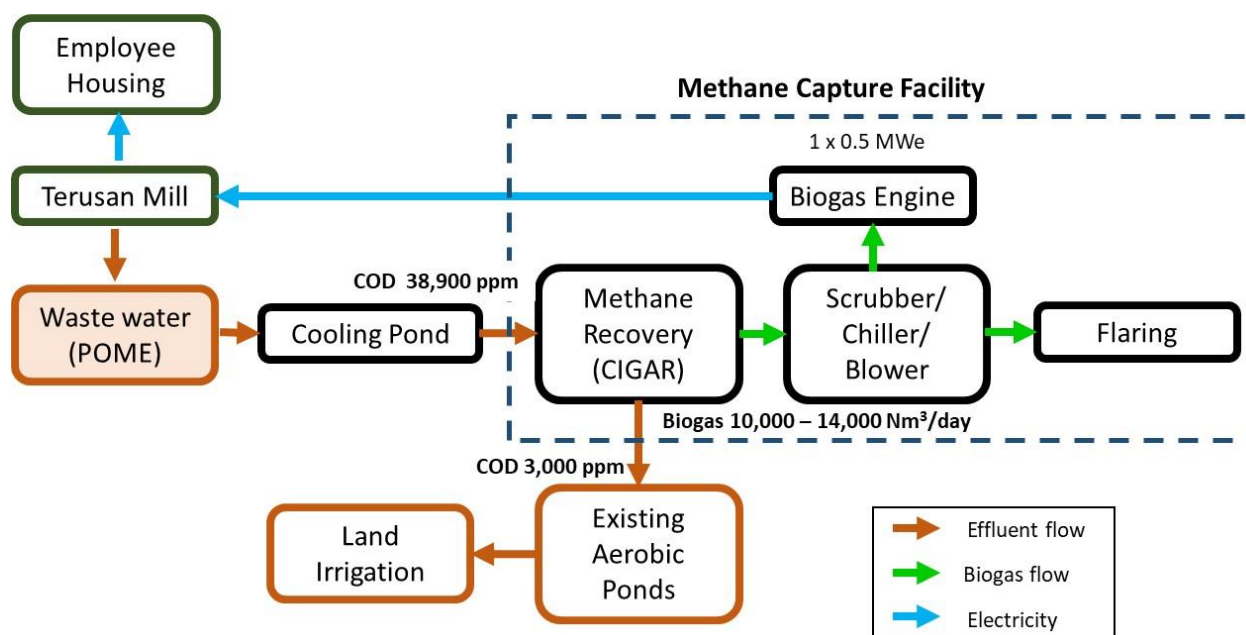 Employee
Housing
Methane Capture Facility
1 x 0.5 MWe
Terusan Mill
Biogas Engine
COD 38,900 ppm
Waste water
(POME)
Cooling Pond
Methane
Recovery
(CIGAR)
Scrubber/
Chiller/
Blower
Flaring
Biogas 10,000 – 14,000 Nm³/day
COD 3,000 ppm
Land
Irrigation
Existing
Aerobic
Ponds
Effluent flow
Biogas flow
Electricity